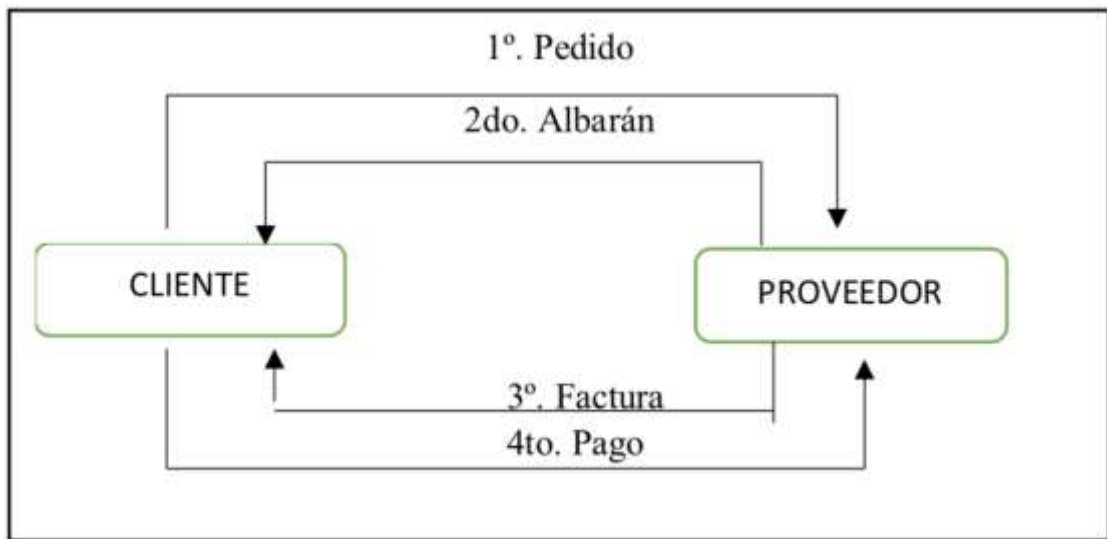 1º. Pedido
2do. Albarán
CLIENTE
PROVEEDOR
3º. Factura
4to. Pago